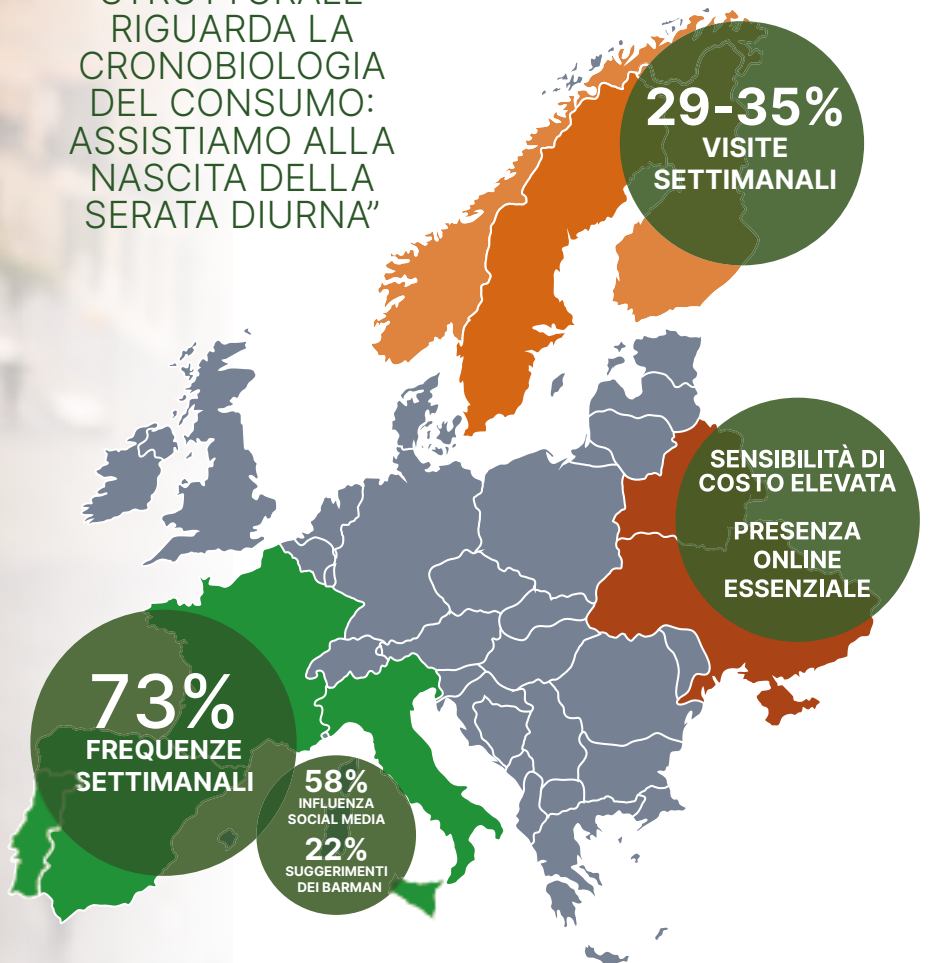 RIGUARDA LA
CRONOBIOLOGIA
DEL CONSUMO:
ASSISTIAMO ALLA
NASCITA DELLA
SERATA DIURNA”
29-35%
VISITE
SETTIMANALI
SENSIBILITÀ DI
COSTO ELEVATA
PRESENZA
ONLINE
ESSENZIALE
73%
FREQUENZE
SETTIMANALI
58%
INFLUENZA
SOCIAL MEDIA
22%
SUGGERIMENTI
DEI BARMAN